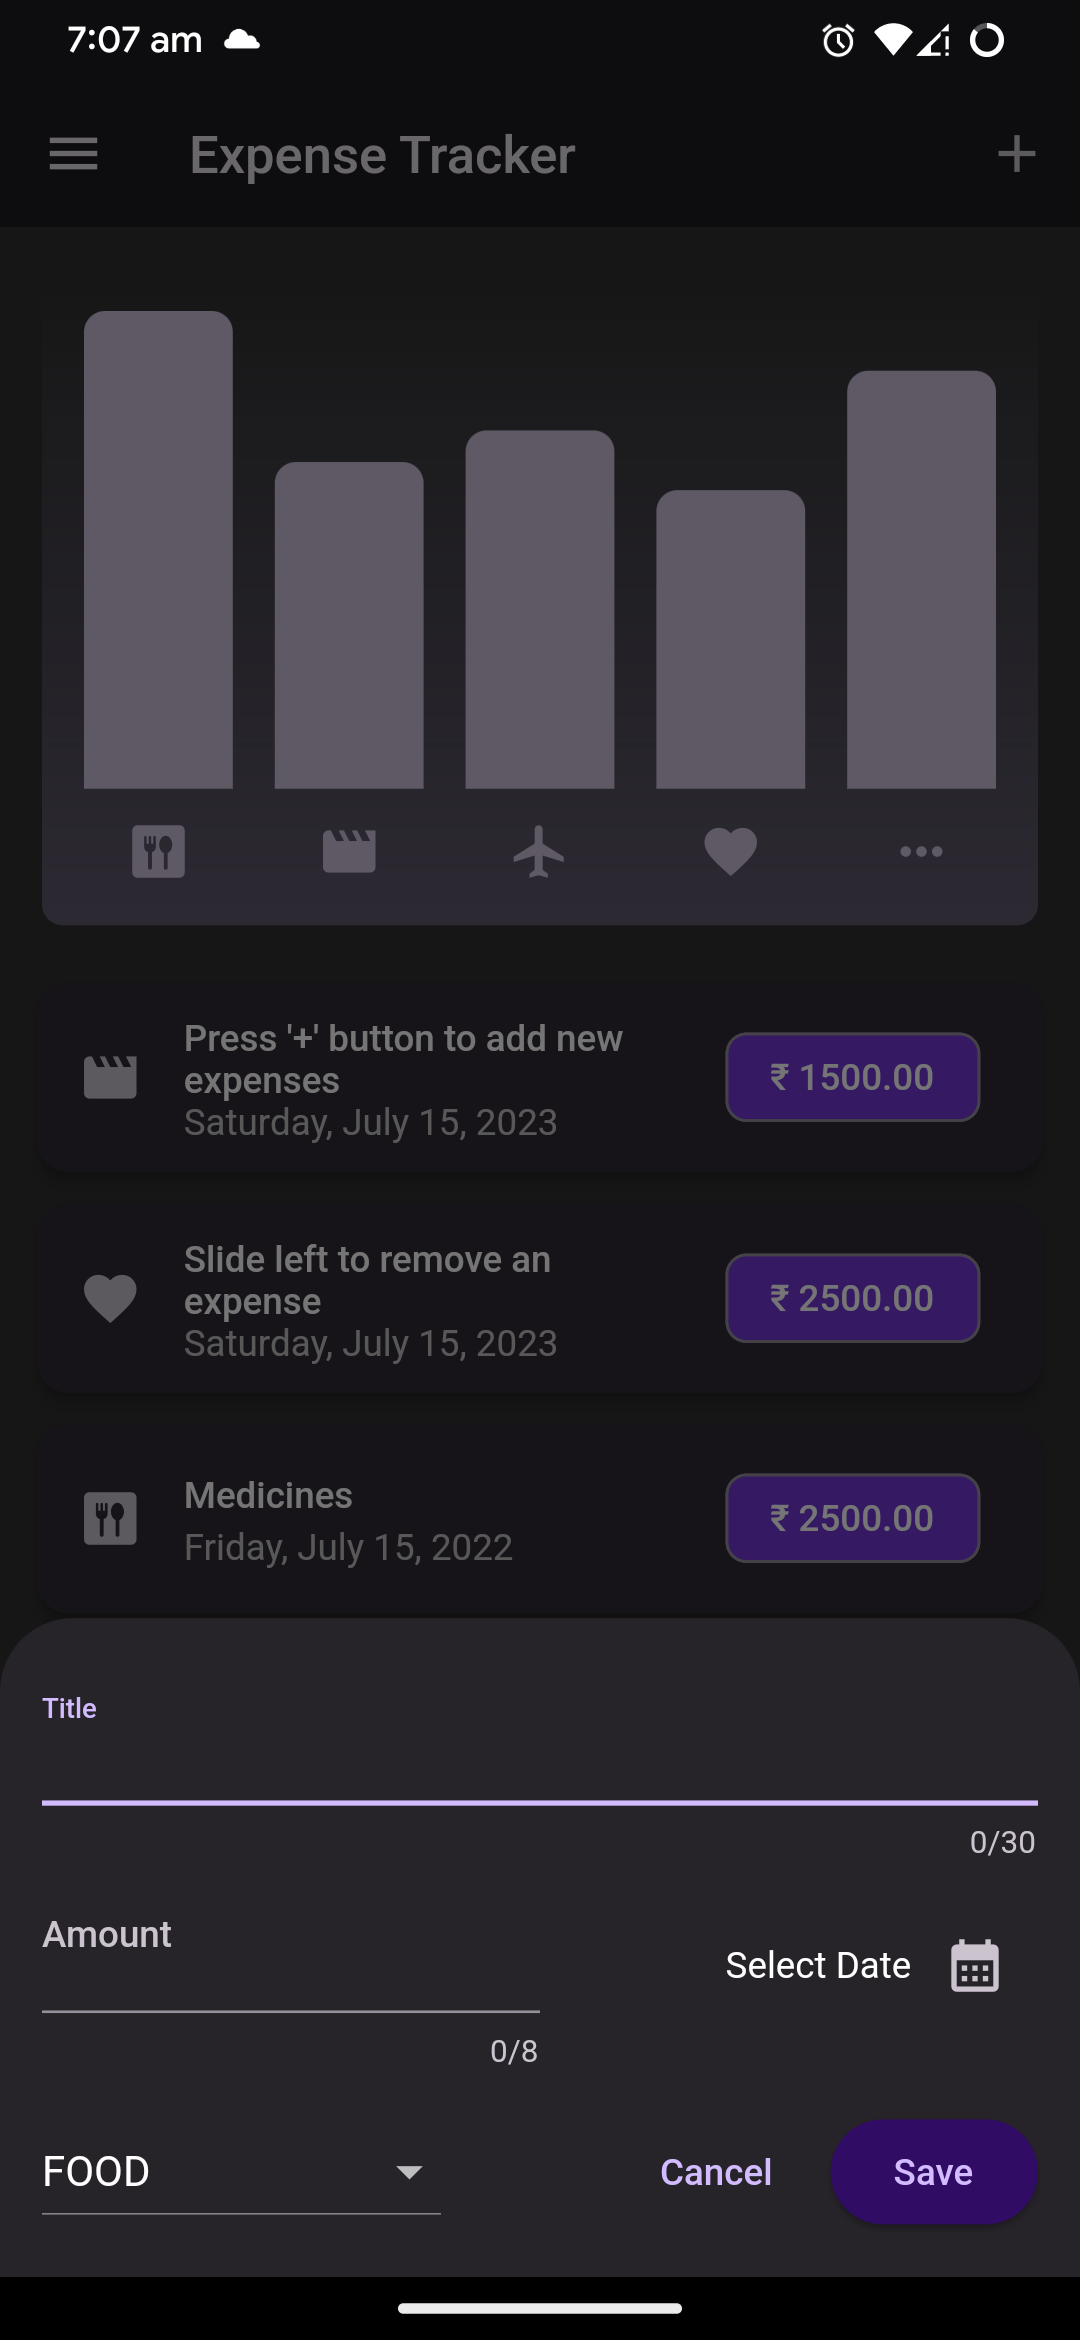 7:07 am
Expense Tracker
Press '+' button to add new
expenses
Saturday, July 15, 2023
₹ 1500.00
Slide left to remove an
expense
Saturday, July 15, 2023
₹ 2500.00
Medicines
Friday, July 15, 2022
₹ 2500.00
Title
0/30
Amount
Select Date
0/8
FOOD
Cancel
Save